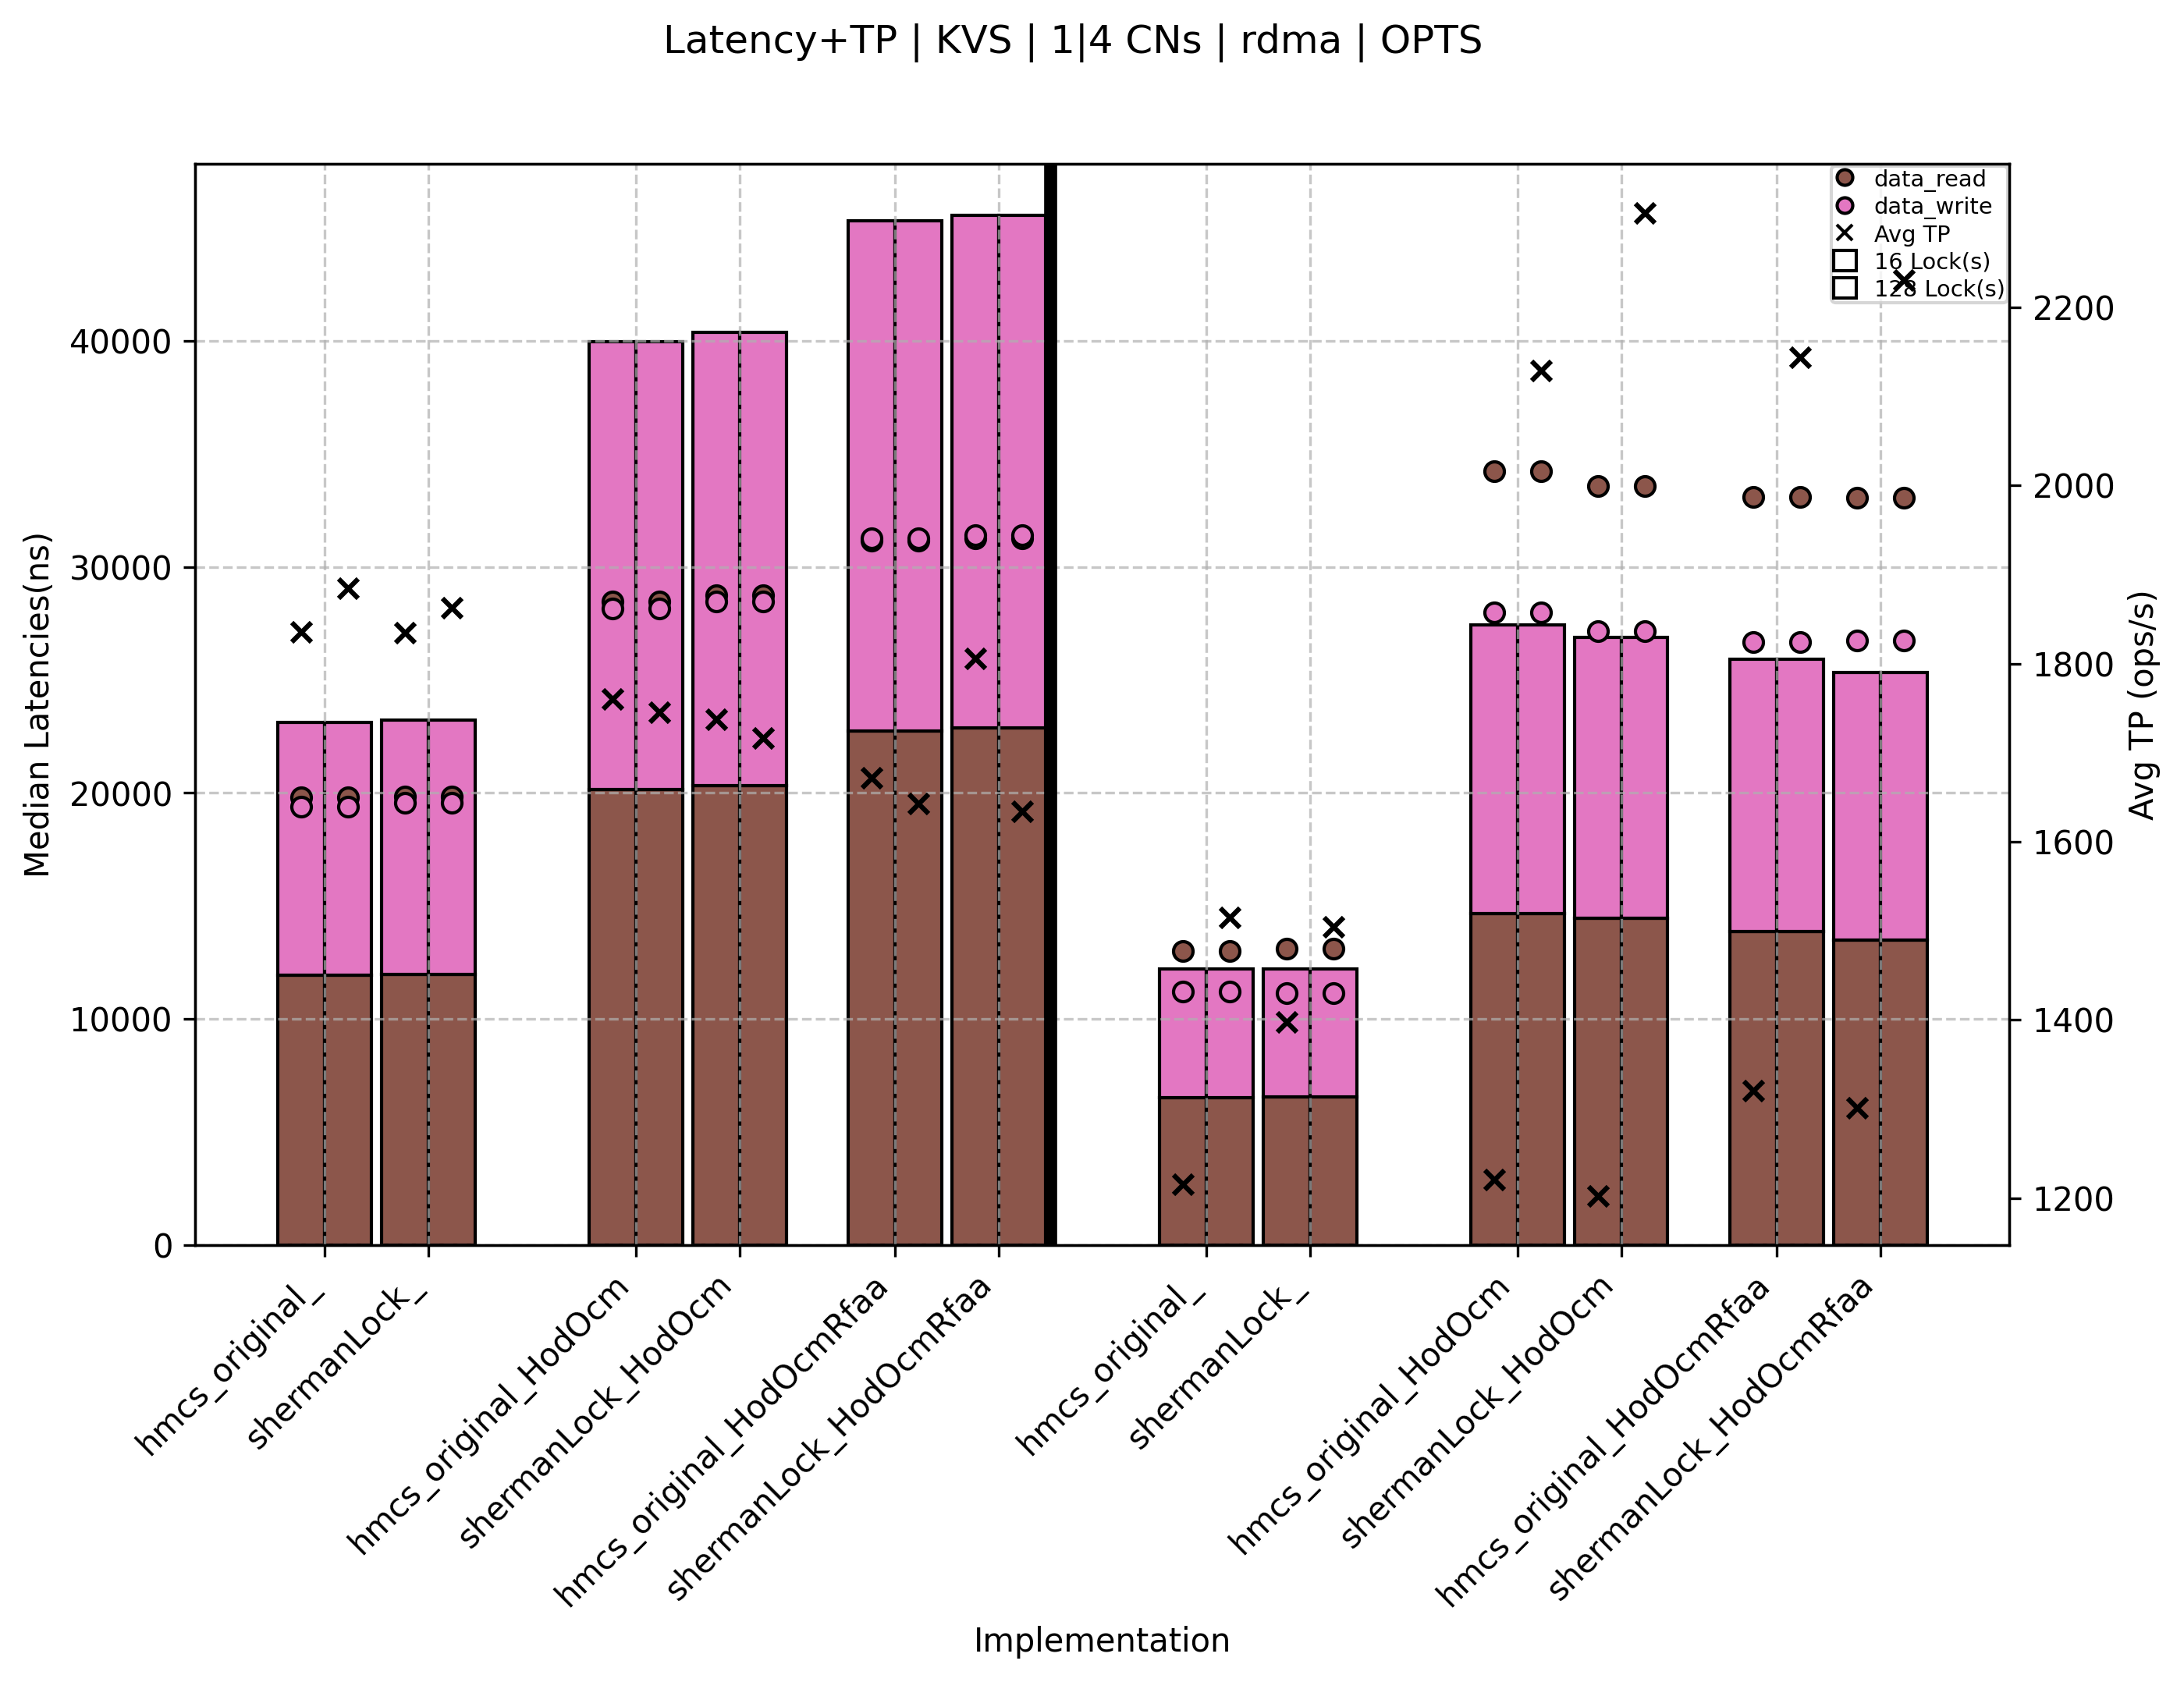 Latency+TP | KVS | 1|4 CNs | rdma | OPTS
data_read
data_write
Avg TP
16 Lock(s)
128 Lock(s)
Median Latencies(ns)
40000
30000
20000
10000
0
Avg TP (ops/s)
2200
2000
1800
1600
1400
1200
hmcs_original_
shermanLock_
hmcs_original_HodOcm
shermanLock_HodOcm
hmcs_original_HodOcmRfaa
shermanLock_HodOcmRfaa
hmcs_original_
shermanLock_
hmcs_original_HodOcm
shermanLock_HodOcm
hmcs_original_HodOcmRfaa
shermanLock_HodOcmRfaa
Implementation